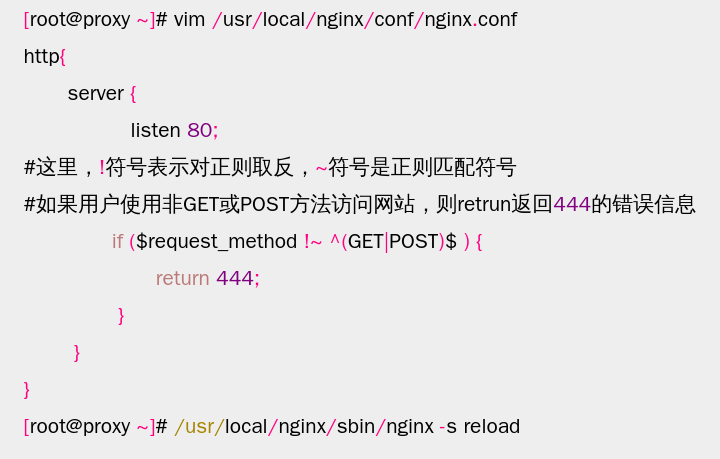 [root@proxy ~]# vim /usr/local/nginx/conf/nginx.conf
http{
server {
listen 80;
#这里，!符号表示对正则取反，~符号是正则匹配符号
#如果用户使用非GET或POST方法访问网站，则retrun返回444的错误信息
if ($request_method !~ ^(GET|POST)$ ) {
return 444;
}
}
}
[root@proxy ~]# /usr/local/nginx/sbin/nginx -s reload